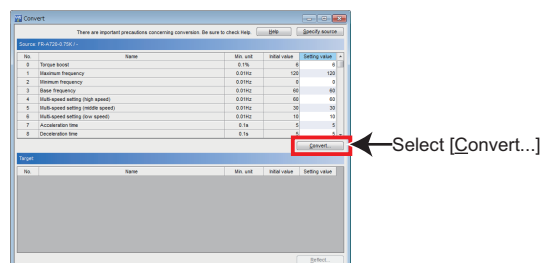 Convert
There are important precautions concerning conversion. Be sure to check Help.
Help
Specify source
Source: FR-A720-0.75K / -
No. Name Min. unit Initial value Setting value
0 Torque boost 0.1% 6 6
1 Maximum frequency 0.01Hz 120 120
2 Minimum frequency 0.01Hz 0 0
3 Base frequency 0.01Hz 60 60
4 Multi-speed setting (high speed) 0.01Hz 60 60
5 Multi-speed setting (middle speed) 0.01Hz 30 30
6 Multi-speed setting (low speed) 0.01Hz 10 10
7 Acceleration time 0.1s 5 5
8 Deceleration time 0.1s 5 5
Convert...
Select [Convert...]
Target
No. Name Min. unit Initial value Setting value
Reflect...